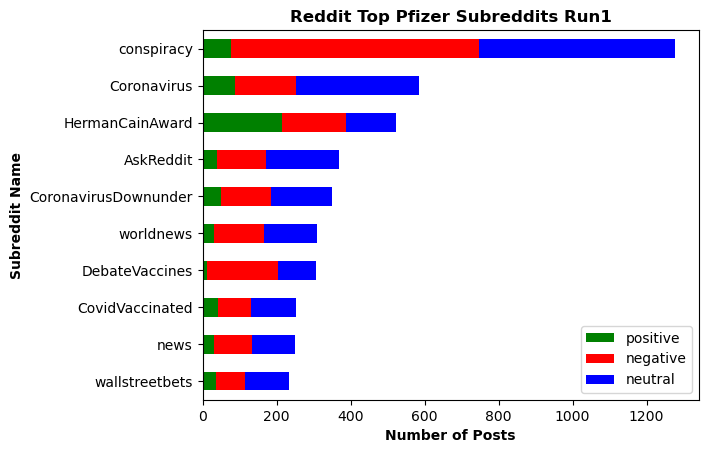 Reddit Top Pfizer Subreddits Run1
Subreddit Name
conspiracy
Coronavirus
HermanCainAward
AskReddit
CoronavirusDownunder
worldnews
DebateVaccines
CovidVaccinated
news
wallstreetbets
positive
negative
neutral
0 200 400 600 800 1000 1200
Number of Posts